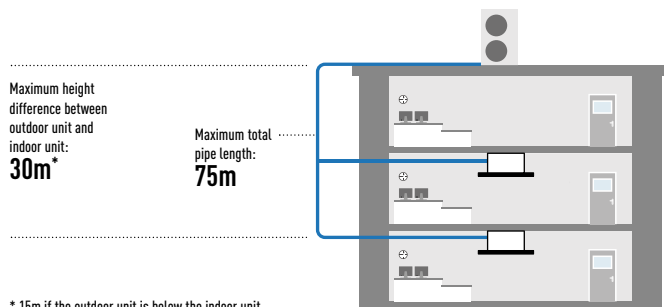 Maximum height
difference between
outdoor unit and
indoor unit:
30m*
Maximum total
pipe length:
75m
* 15m if the outdoor unit is below the indoor unit